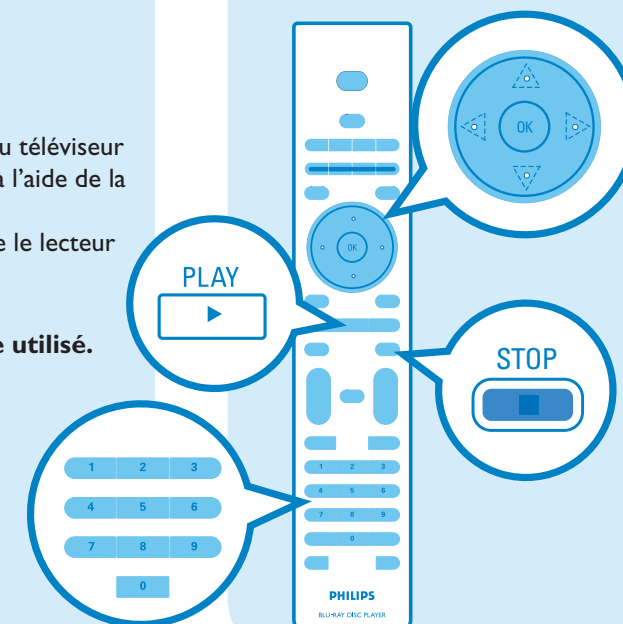 u téléviseur
à l'aide de la
e le lecteur
e utilisé.
OK
OK
PLAY
STOP
1 2 3
4 5 6
7 8 9
0
1 2 3
4 5 6
7 8 9
0
PHILIPS
BLU-RAY DISC PLAYER